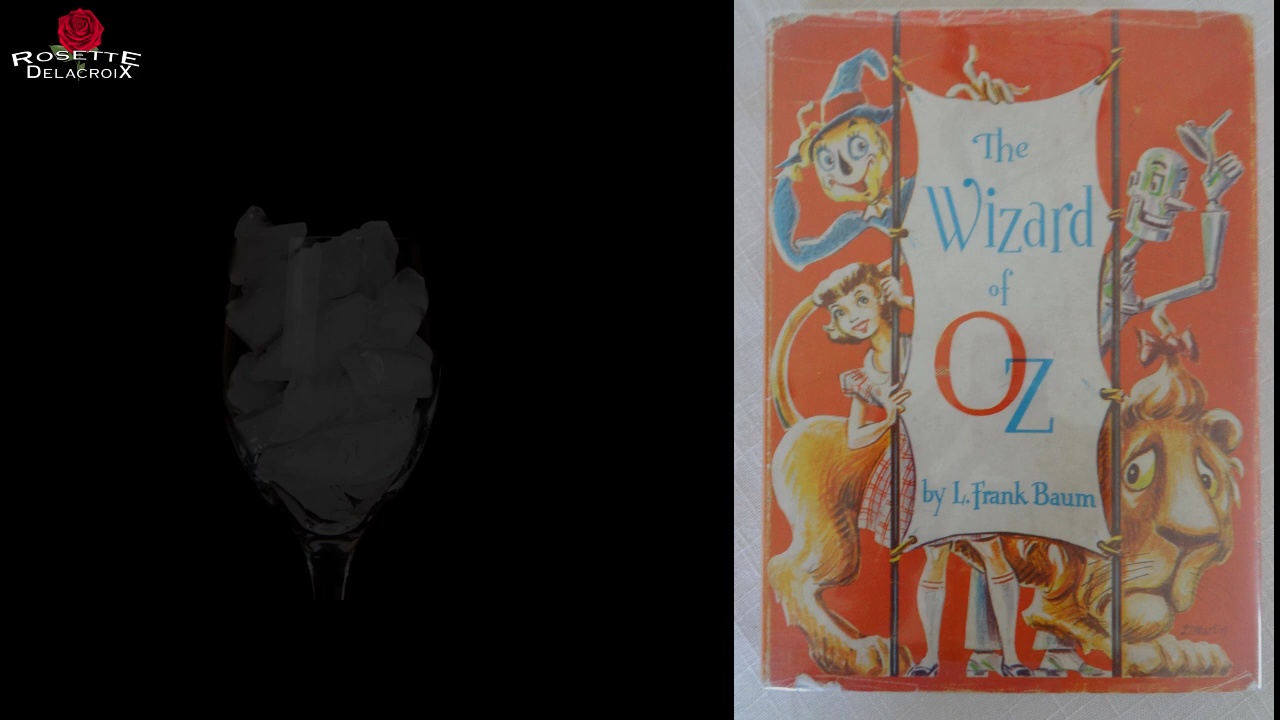 ROSETTE
DELACROIX
The
Wizard
of
OZ
by L. Frank Baum